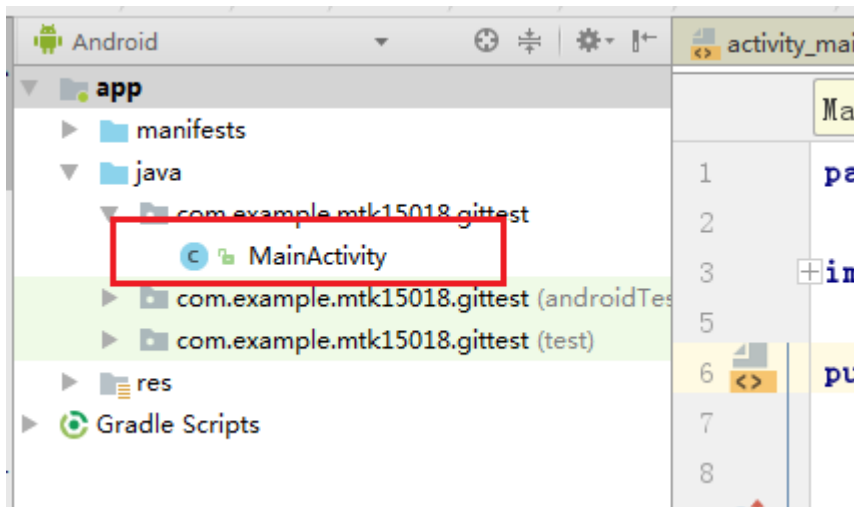 Android
activity_mai
app
Ma
manifests
java
1 pa
com.example.mtk15018.gittest
2
C MainActivity
3 im
com.example.mtk15018.gittest (androidTes
5
com.example.mtk15018.gittest (test)
6 pu
res
Gradle Scripts
7
8